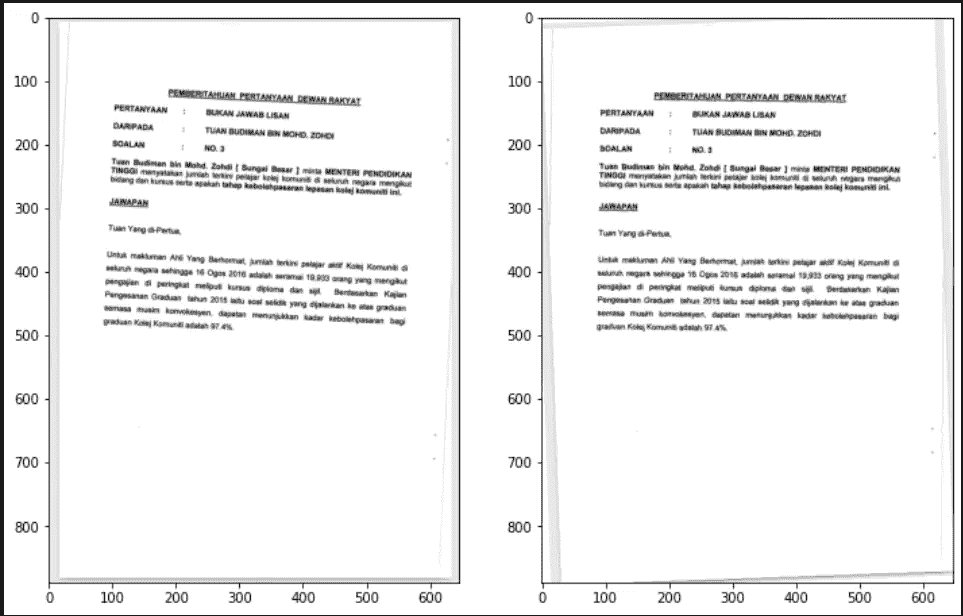 0
100
200
300
400
500
600
700
800
0 100 200 300 400 500 600
PEMBERITAHUAN PERTANYAAN DEWAN RAKYAT
PERTANYAAN : BUKAN JAWAB LISAN
DARIPADA : TUAN BUDIMAN BIN MOHD. ZOHDI
SOALAN : NO. 3
Tuan Budiman bin Mohd. Zohdi [ Sungai Besar ] minta MENTERI PENDIDIKAN
TINGGI menyatakan jumlah terkini pelajar kolej komuniti di seluruh negara mengikut
bidang dan kursus serta apakah tahap kebolehpasaran lepasan kolej komuniti ini.
JAWAPAN
Tuan Yang di-Pertua,
Untuk makluman Ahli Yang Berhormat, jumlah terkini pelajar aktif Kolej Komuniti di
seluruh negara sehingga 16 Ogos 2016 adalah seramai 19,933 orang yang mengikut
pengajian di peringkat meliputi kursus diploma dan sijil. Berdasarkan Kajian
Pengesanan Graduan tahun 2015 iaitu soal selidik yang dijalankan ke atas graduan
semasa musim konvokesyen, dapatan menunjukkan kadar kebolehpasaran bagi
graduan Kolej Komuniti adalah 97.4%.
0
100
200
300
400
500
600
700
800
0 100 200 300 400 500 600
PEMBERITAHUAN PERTANYAAN DEWAN RAKYAT
PERTANYAAN : BUKAN JAWAB LISAN
DARIPADA : TUAN BUDIMAN BIN MOHD. ZOHDI
SOALAN : NO. 3
Tuan Budiman bin Mohd. Zohdi [ Sungai Besar ] minta MENTERI PENDIDIKAN
TINGGI menyatakan jumlah terkini pelajar kolej komuniti di seluruh negara mengikut
bidang dan kursus serta apakah tahap kebolehpasaran lepasan kolej komuniti ini.
JAWAPAN
Tuan Yang di-Pertua,
Untuk makluman Ahli Yang Berhormat, jumlah terkini pelajar aktif Kolej Komuniti di
seluruh negara sehingga 16 Ogos 2016 adalah seramai 19,933 orang yang mengikut
pengajian di peringkat meliputi kursus diploma dan sijil. Berdasarkan Kajian
Pengesanan Graduan tahun 2015 iaitu soal selidik yang dijalankan ke atas graduan
semasa musim konvokesyen, dapatan menunjukkan kadar kebolehpasaran bagi
graduan Kolej Komuniti adalah 97.4%.